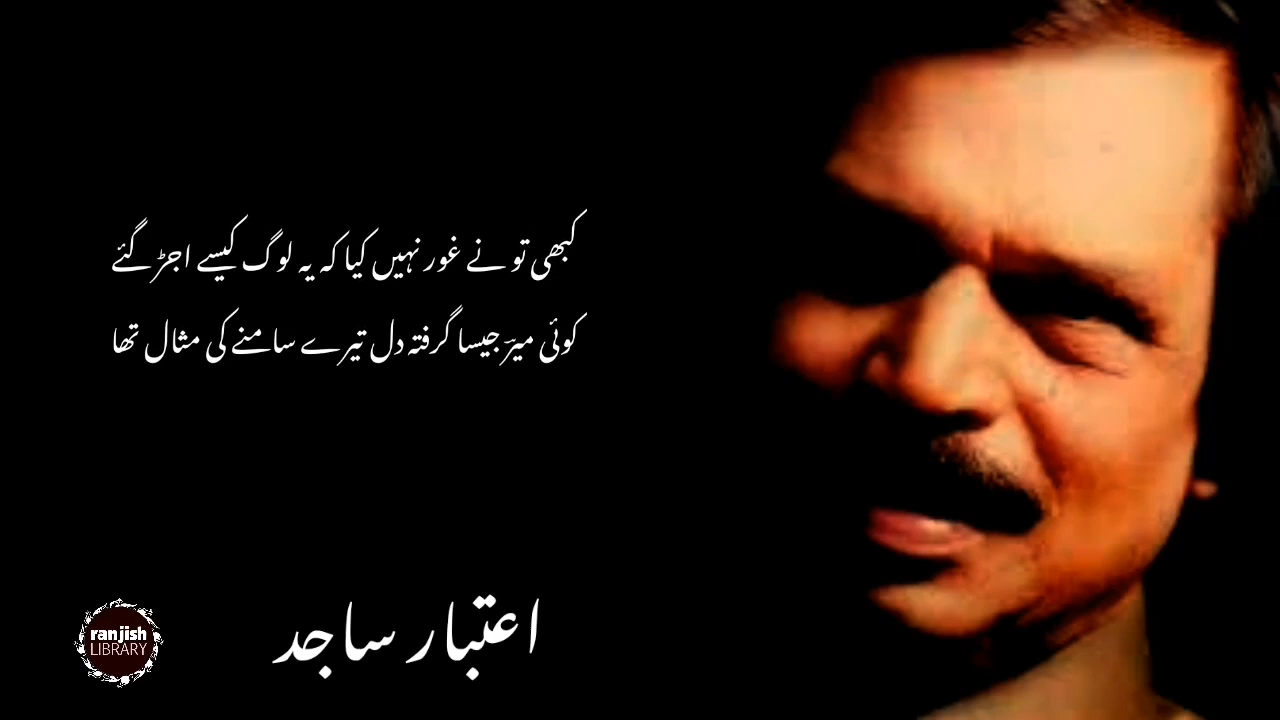 کبھی تو نے غور نہیں کیا کہ یہ لوگ کیسے اجڑ گئے
کوئی میرؔ جیسا گرفتہ دل تیرے سامنے کی مثال تھا
اعتبار ساجد
ranjish
LIBRARY